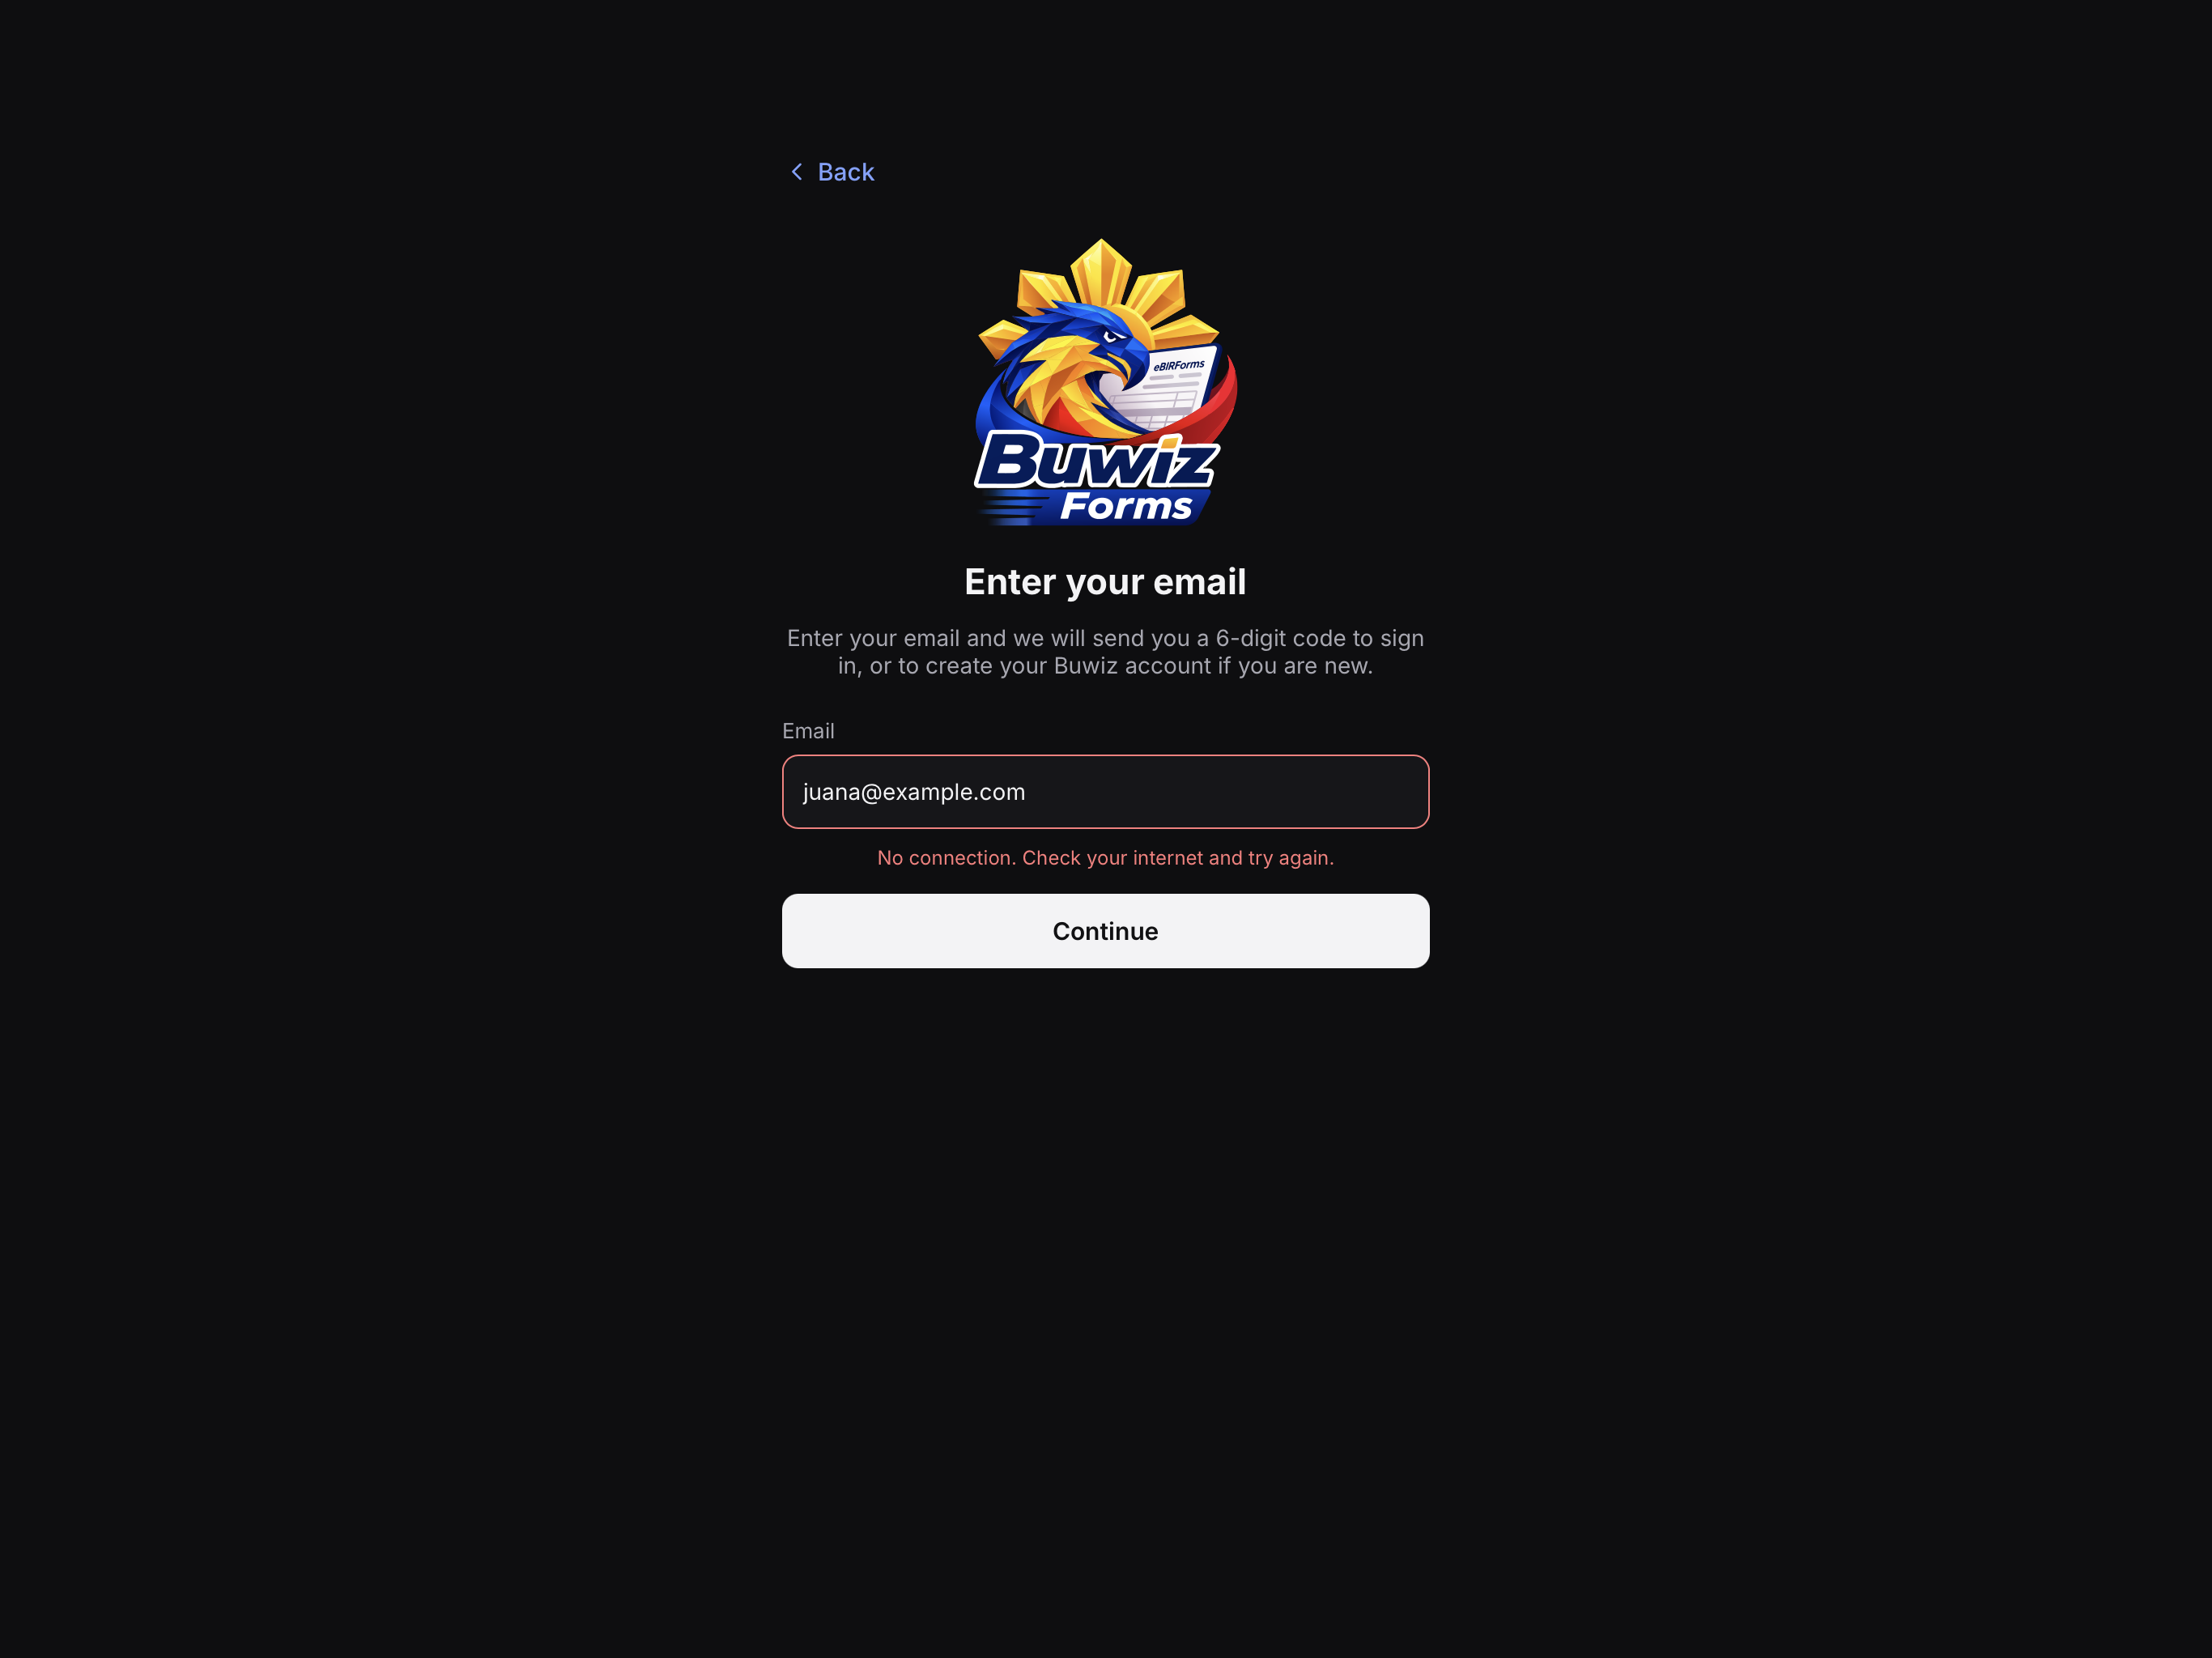 Back
eBIRForms
Buwiz
Forms
Enter your email
Enter your email and we will send you a 6-digit code to sign
in, or to create your Buwiz account if you are new.
Email
juana@example.com
No connection. Check your internet and try again.
Continue